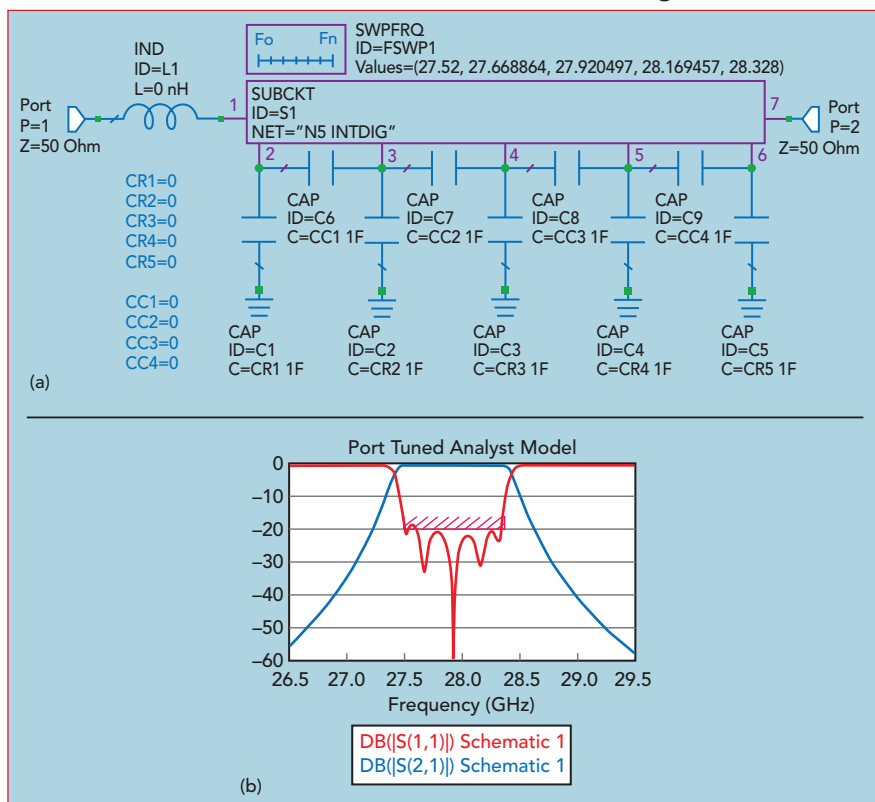 SWPFRQ
ID=FSWP1
Values=(27.52, 27.668864, 27.920497, 28.169457, 28.328)
Fo Fn
IND
ID=L1
L=0 nH
Port
P=1
Z=50 Ohm
1
SUBCKT
ID=S1
NET="N5 INTDIG"
7
Port
P=2
Z=50 Ohm
2 3 4 5 6
CR1=0
CR2=0
CR3=0
CR4=0
CR5=0
CC1=0
CC2=0
CC3=0
CC4=0
CAP
ID=C6
C=CC1 1F
CAP
ID=C7
C=CC2 1F
CAP
ID=C8
C=CC3 1F
CAP
ID=C9
C=CC4 1F
CAP
ID=C1
C=CR1 1F
CAP
ID=C2
C=CR2 1F
CAP
ID=C3
C=CR3 1F
CAP
ID=C4
C=CR4 1F
CAP
ID=C5
C=CR5 1F
(a)
Port Tuned Analyst Model
0
−10
−20
−30
−40
−50
−60
26.5 27.0 27.5 28.0 28.5 29.0 29.5
Frequency (GHz)
DB(|S(1,1)|) Schematic 1
DB(|S(2,1)|) Schematic 1
(b)